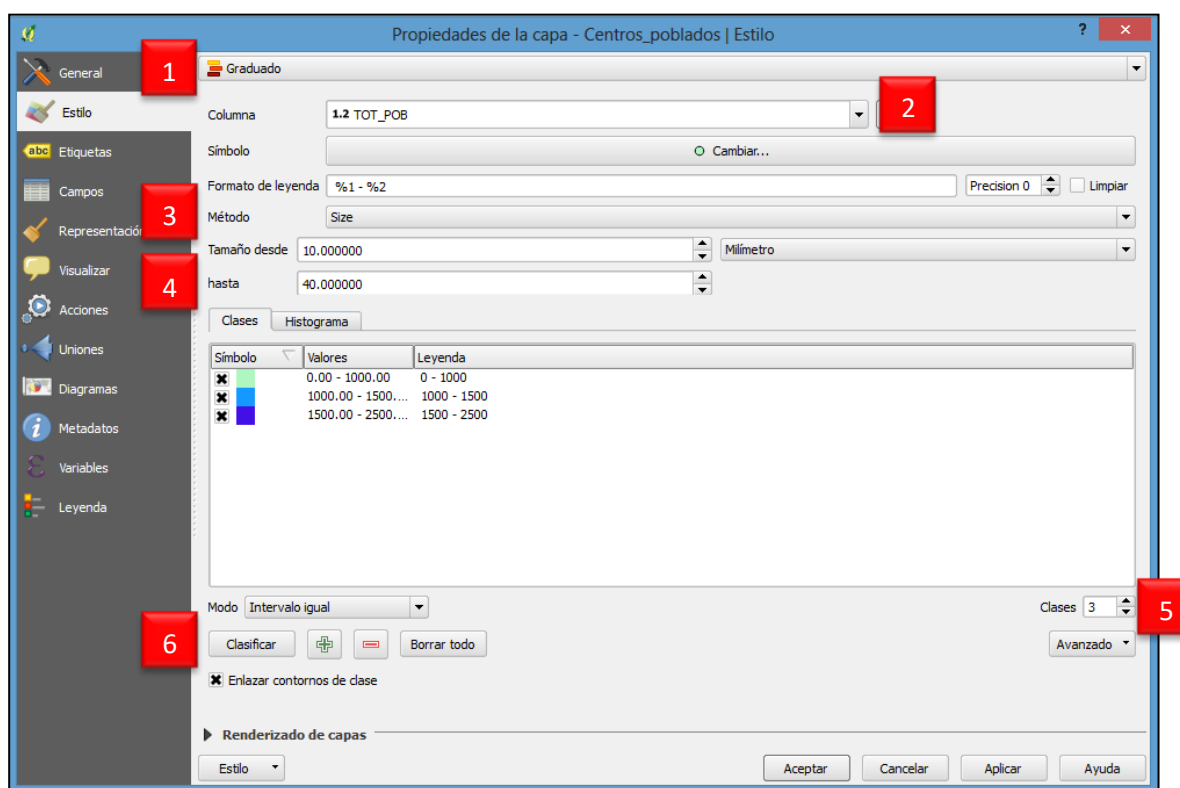 Propiedades de la capa - Centros_poblados | Estilo
?
General
Estilo
abc Etiquetas
Campos
Representación
Visualizar
Acciones
Uniones
Diagramas
Metadatos
Variables
Leyenda
1
Graduado
2
Columna 1.2 TOT_POB
Símbolo Cambiar...
Formato de leyenda %1 - %2 Precision 0 Limpiar
3
Método Size
Tamaño desde 10.000000 Milímetro
4
hasta 40.000000
Clases Histograma
Símbolo Valores Leyenda
0.00 - 1000.00 0 - 1000
1000.00 - 1500.... 1000 - 1500
1500.00 - 2500.... 1500 - 2500
Modo Intervalo igual Clases 3
5
6
Clasificar Borrar todo Avanzado
Enlazar contornos de clase
Renderizado de capas
Estilo Aceptar Cancelar Aplicar Ayuda